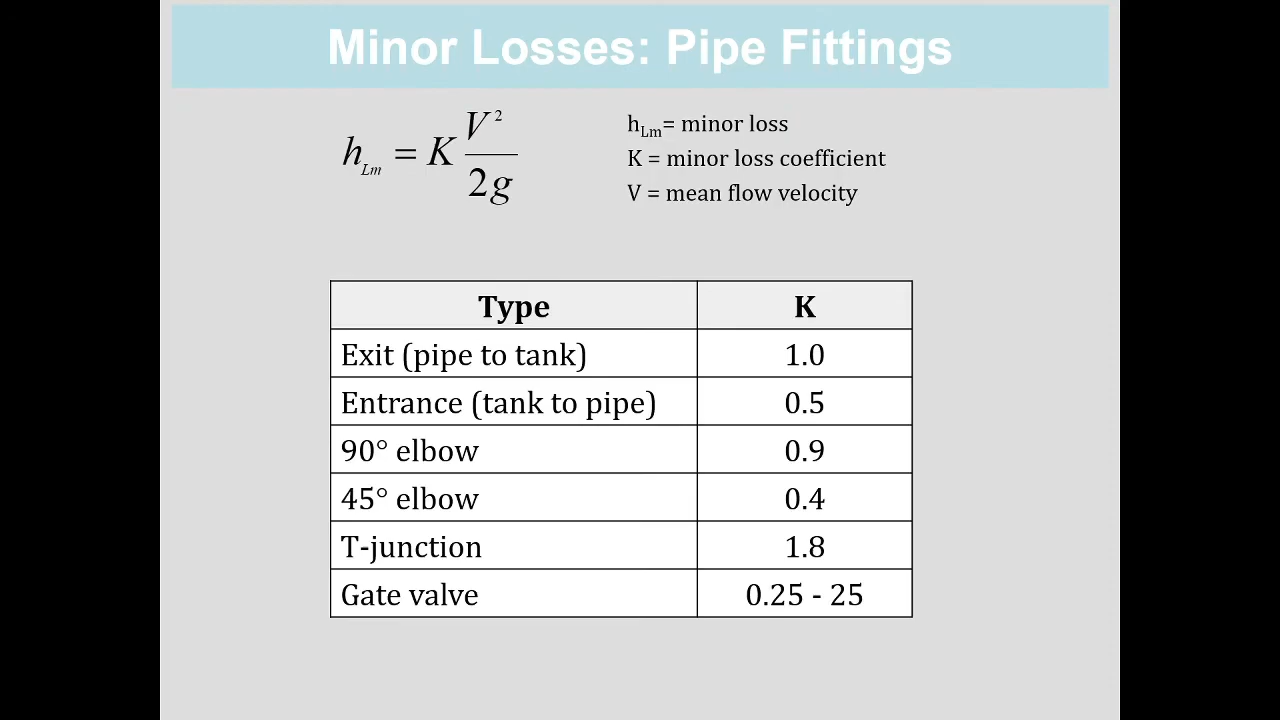 Minor Losses: Pipe Fittings
h_Lm = K V²/2g
h_Lm= minor loss
K = minor loss coefficient
V = mean flow velocity
Type K
Exit (pipe to tank) 1.0
Entrance (tank to pipe) 0.5
90° elbow 0.9
45° elbow 0.4
T-junction 1.8
Gate valve 0.25 - 25